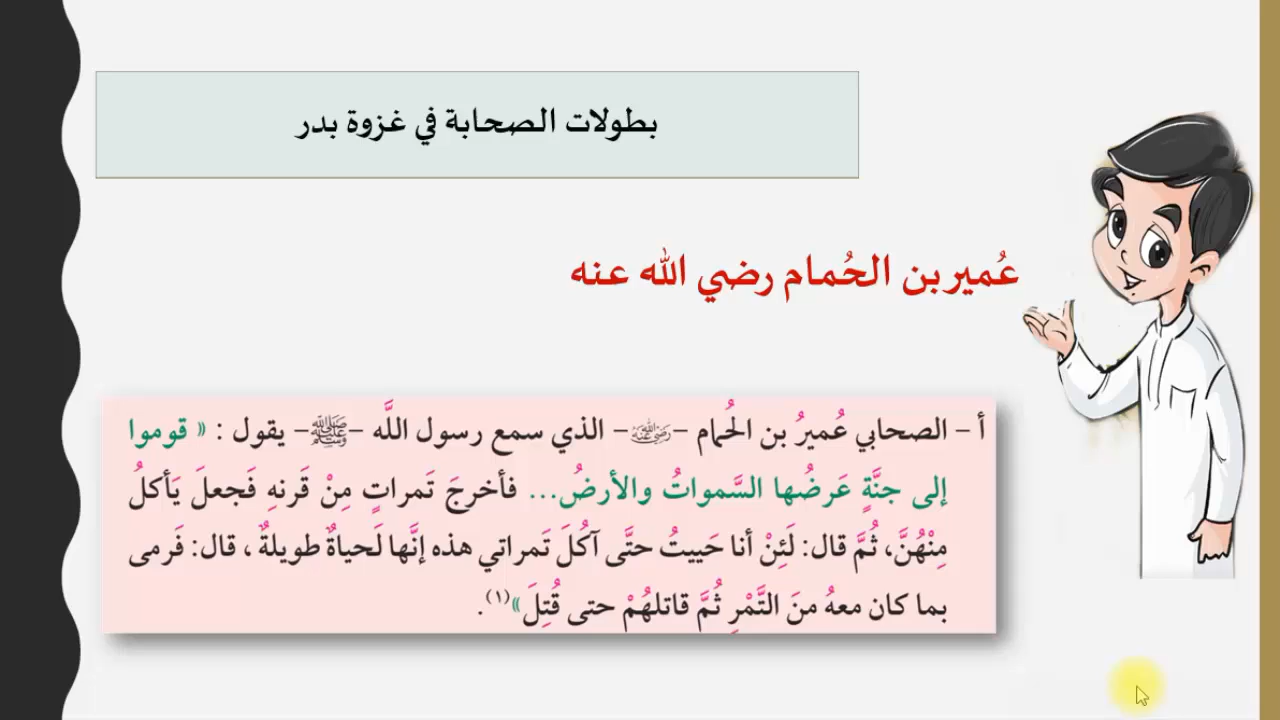 بطولات الصحابة في غزوة بدر
عُمير بن الحُمام رضي الله عنه
أ - الصحابي عُميرُ بن الحُمام -رضي الله عنه- الذي سمع رسول اللَّه -ﷺ- يقول : « قوموا
إلى جنَّةٍ عَرضُها السَّمواتُ والأرضُ... فأخرجَ تَمراتٍ مِنْ قَرنهِ فَجعلَ يَأكلُ
مِنْهُنَّ، ثُمَّ قال: لَئِنْ أنا حَييتُ حتَّى آكُلَ تَمراتي هذه إنَّها لَحياةٌ طويلةٌ ، قال: فَرمى
بما كان معهُ منَ التَّمْرِ ثُمَّ قاتلهُمْ حتى قُتِلَ»(١).